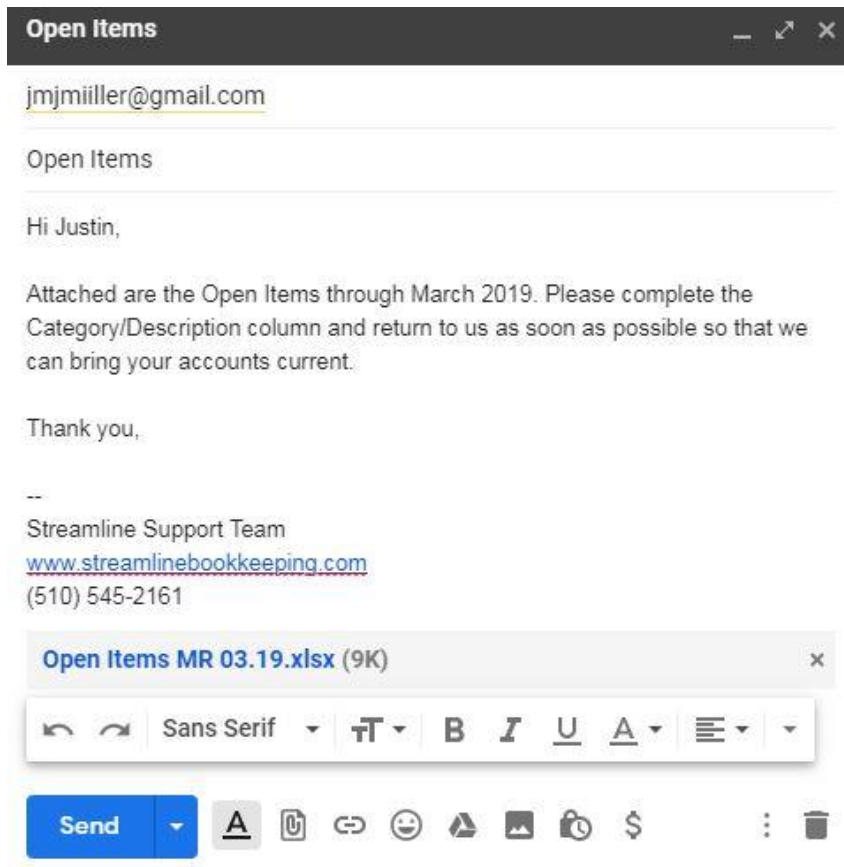 Open Items
jmjmiiller@gmail.com
Open Items
Hi Justin,
Attached are the Open Items through March 2019. Please complete the
Category/Description column and return to us as soon as possible so that we
can bring your accounts current.
Thank you,
--
Streamline Support Team
www.streamlinebookkeeping.com
(510) 545-2161
Open Items MR 03.19.xlsx (9K)
Sans Serif
Send